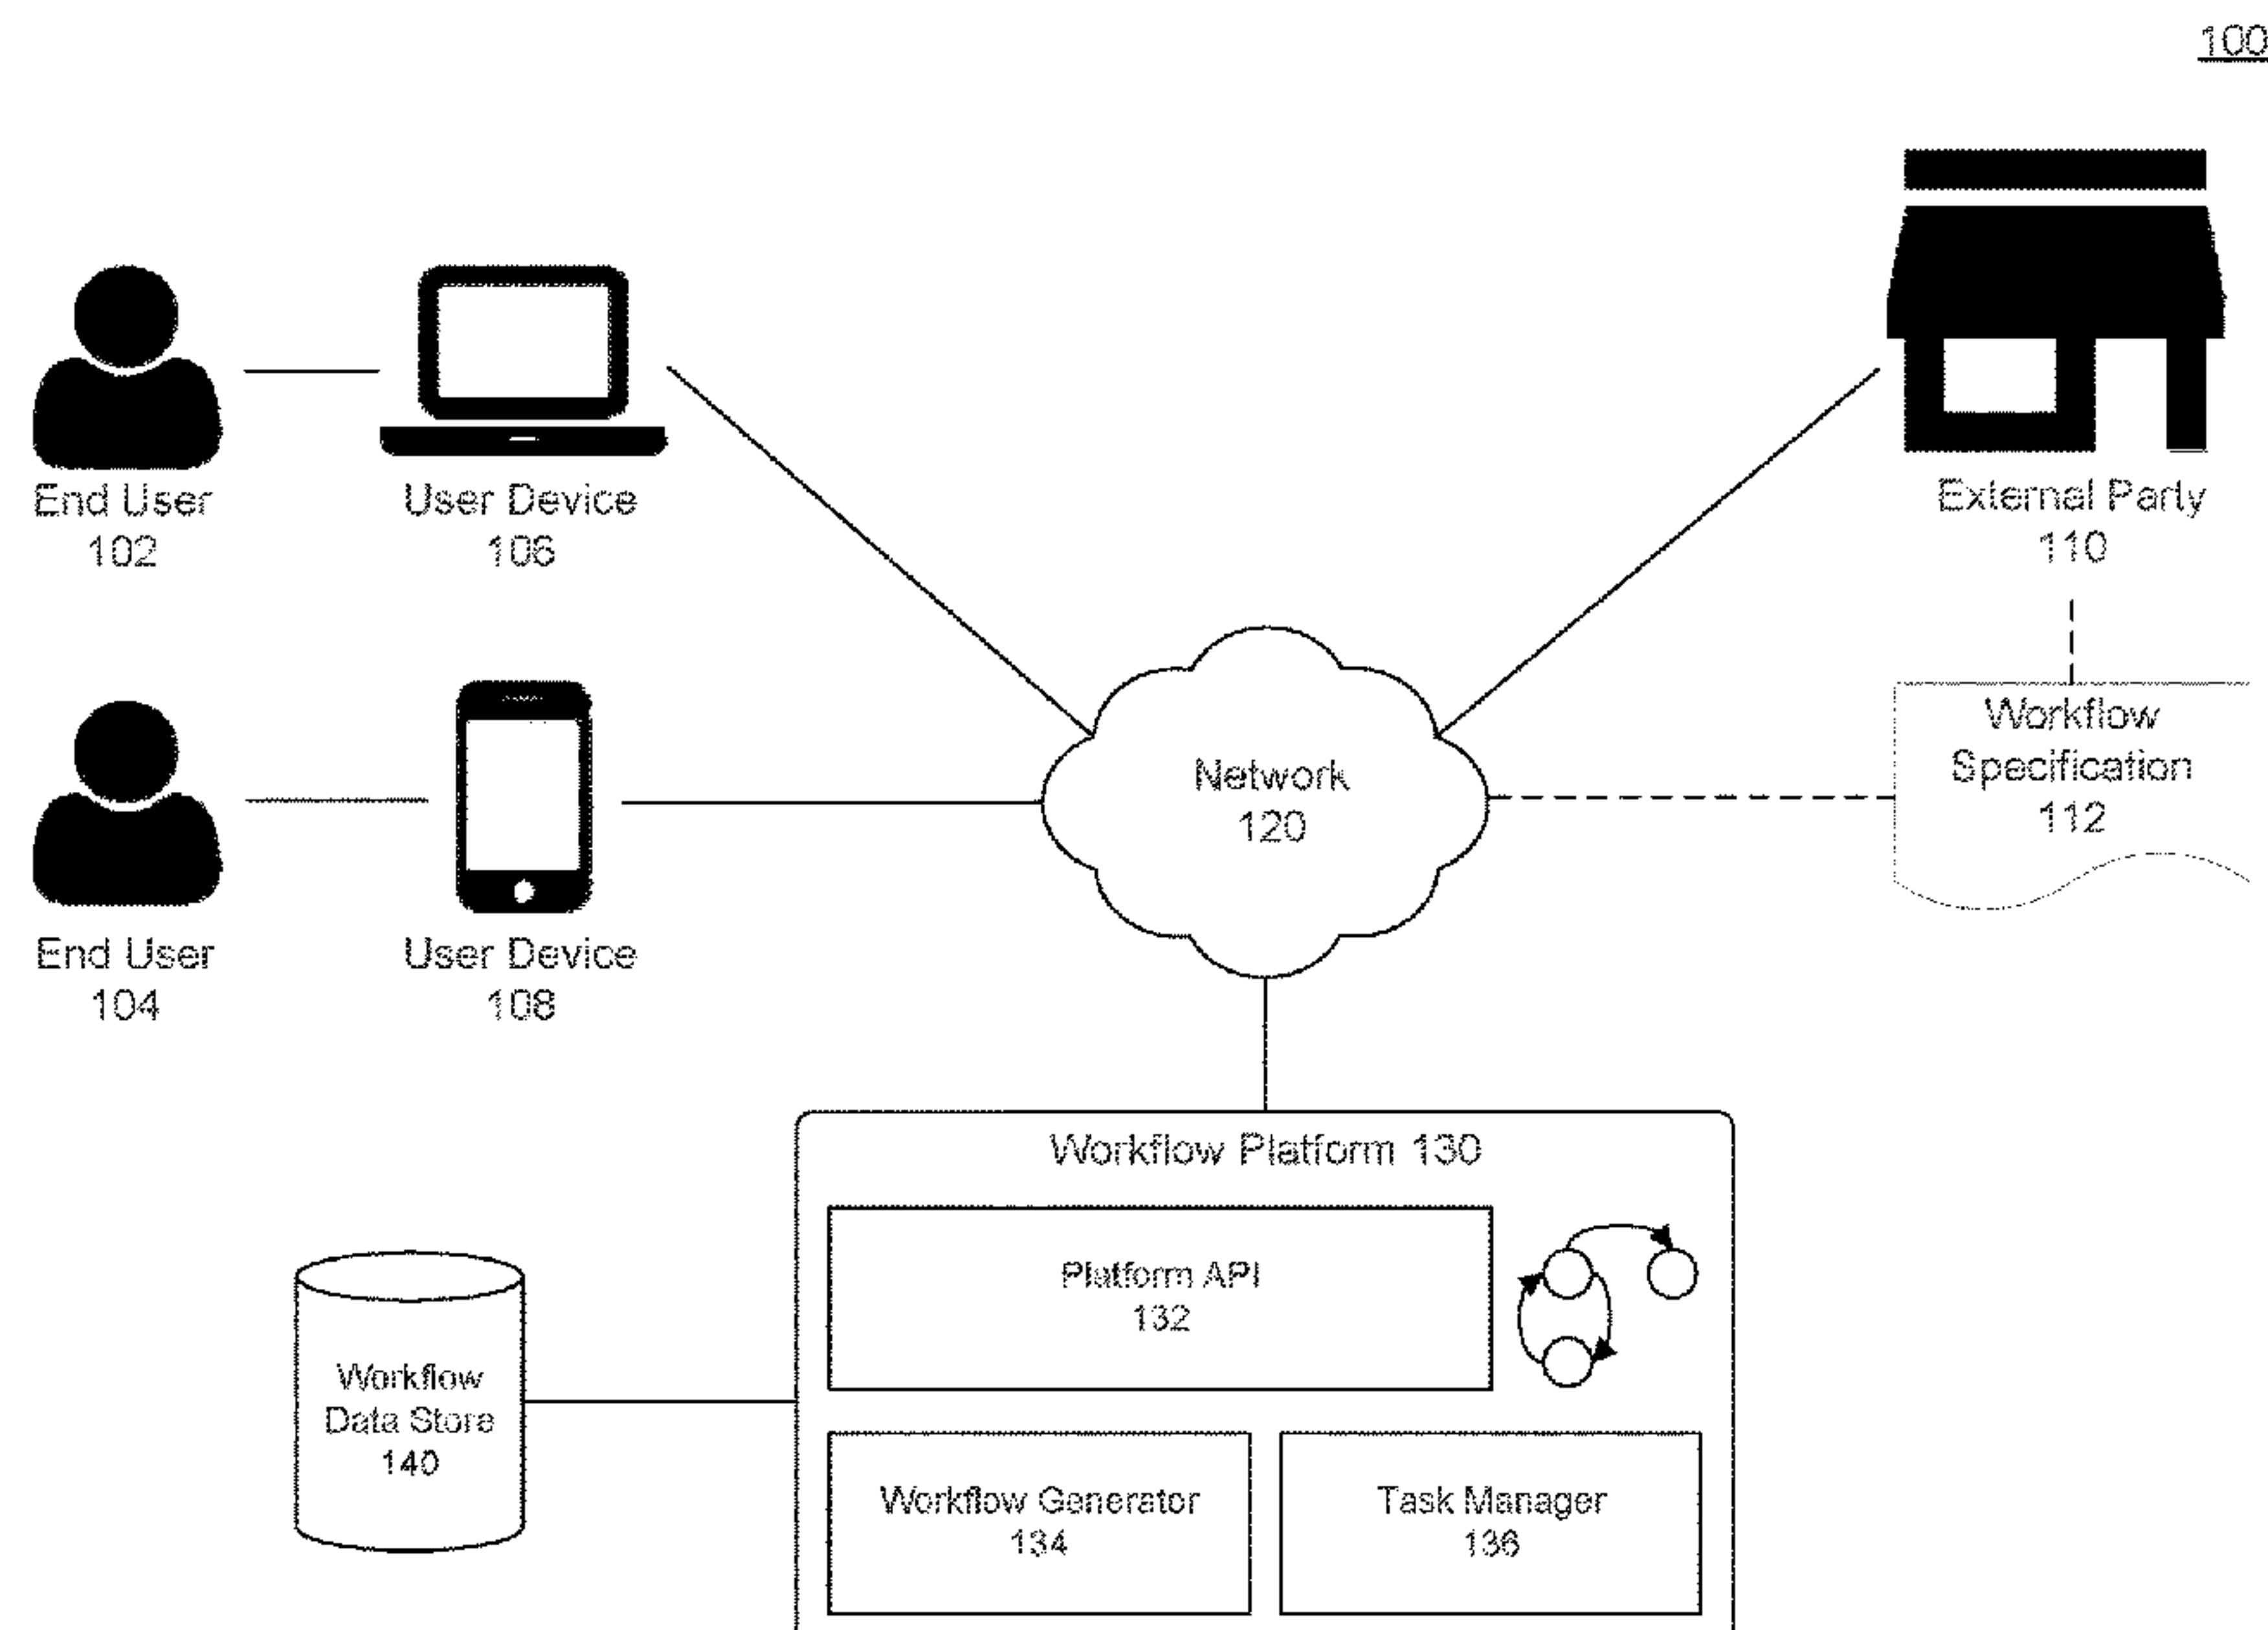 100
End User
102
User Device
106
External Party
110
End User
104
User Device
108
Network
120
Workflow
Specification
112
Workflow Platform 130
Platform API
132
Workflow
Data Store
140
Workflow Generator
134
Task Manager
136